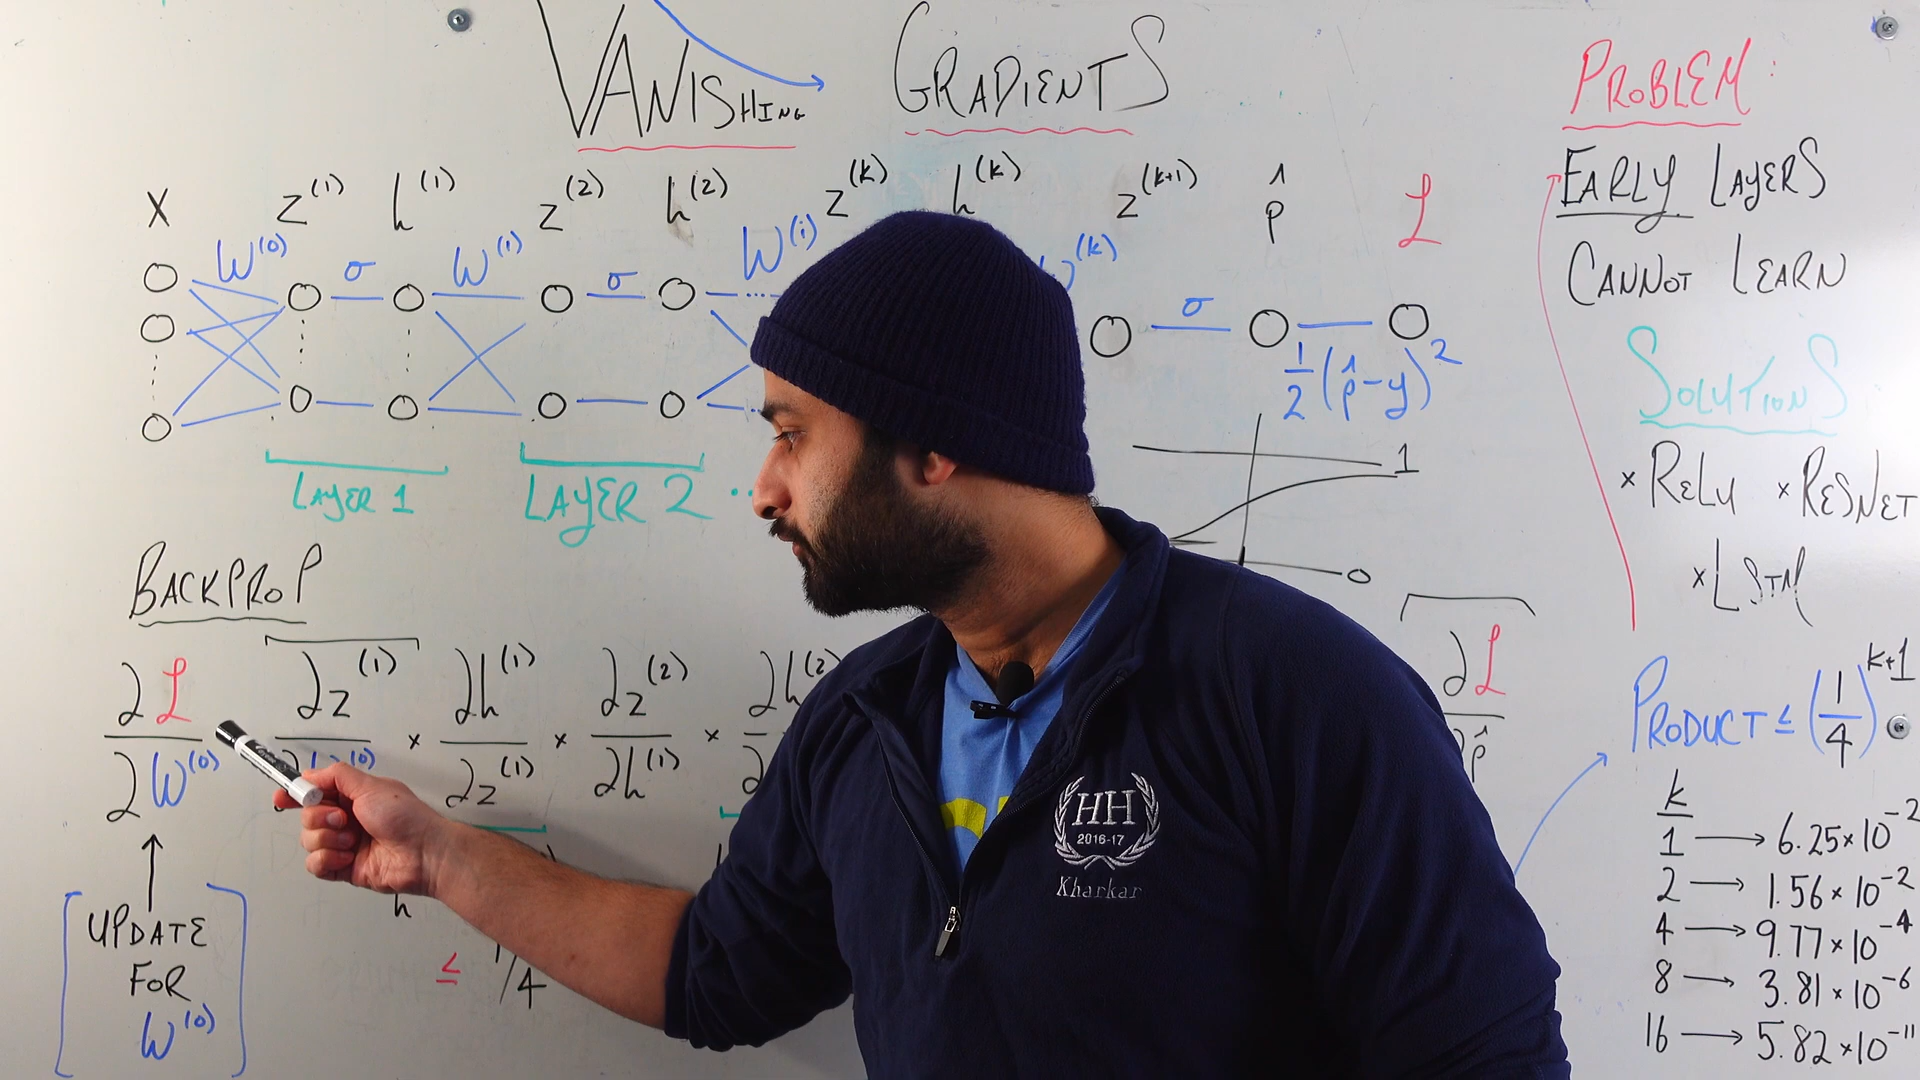 VANISHING GRADIENTS
X z^(1) h^(1) z^(2) h^(2) z^(k) h^(k) z^(k+1) p̂ ℒ
W^(0) σ W^(1) σ W^(i) W^(k) σ
1/2 (p̂-y)^2
LAYER 1 LAYER 2 ..
1
0
BACKPROP
∂ℒ/∂W^(0) ∂z^(1)/∂W^(0) × ∂h^(1)/∂z^(1) × ∂z^(2)/∂h^(1) × ∂h^(2) ∂ℒ/∂p̂
≤ 1/4
UPDATE
FOR
W^(0)
PROBLEM:
EARLY LAYERS
CANNOT LEARN
SOLUTIONS
× RELU × RESNET
× LSTM
PRODUCT ≤ (1/4)^k+1
k
1 → 6.25×10^-2
2 → 1.56×10^-2
4 → 9.77×10^-4
8 → 3.81×10^-6
16 → 5.82×10^-11
HH
2016-17
Kharkar